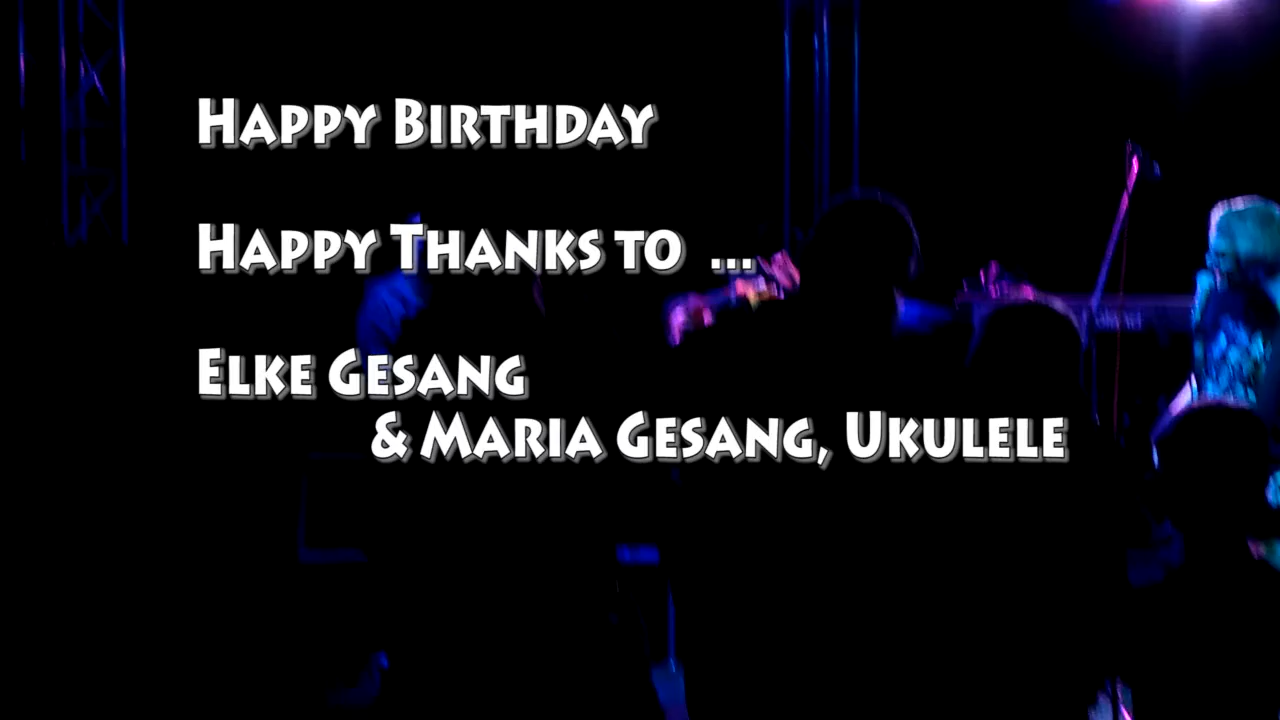 Happy Birthday
Happy Thanks to ...
Elke Gesang
& Maria Gesang, Ukulele